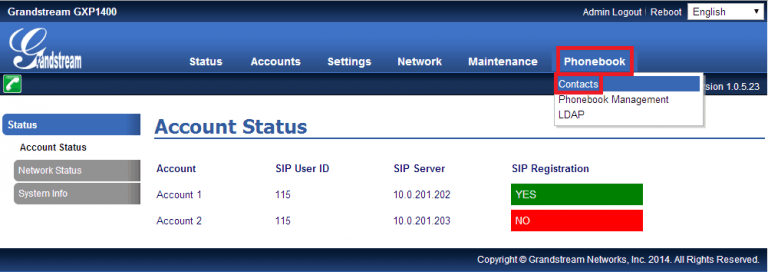 Grandstream GXP1400 Admin Logout | Reboot English
Grandstream Status Accounts Settings Network Maintenance Phonebook
Contacts sion 1.0.5.23
Phonebook Management
LDAP
Status Account Status
Account Status
Network Status Account SIP User ID SIP Server SIP Registration
System Info Account 1 115 10.0.201.202 YES
Account 2 115 10.0.201.203 NO
Copyright © Grandstream Networks, Inc. 2014. All Rights Reserved.